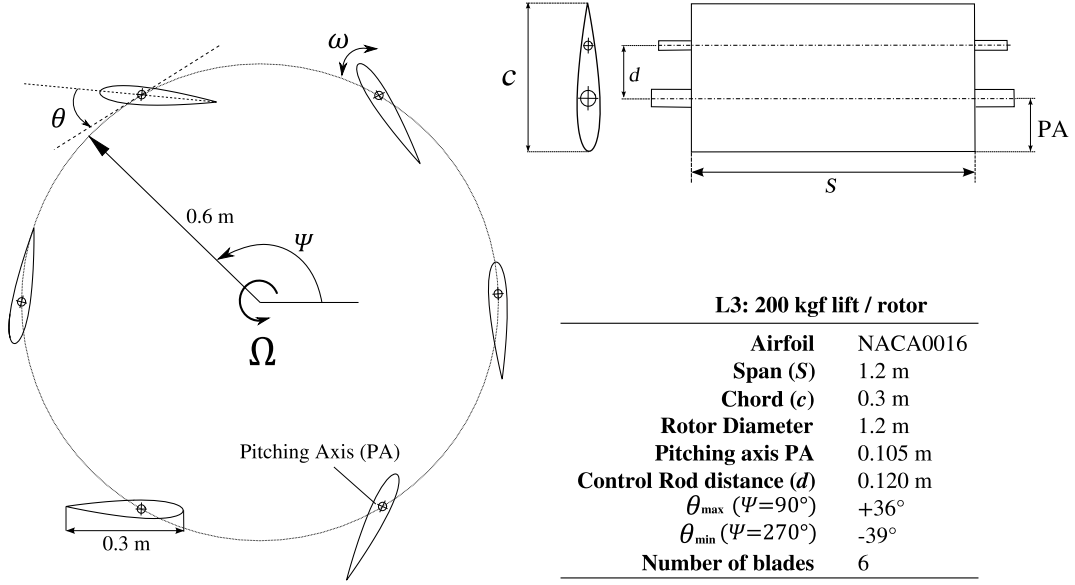 ω
θ
0.6 m
Ψ
Ω
Pitching Axis (PA)
0.3 m
c
d
PA
S
L3: 200 kgf lift / rotor
Airfoil NACA0016
Span (S) 1.2 m
Chord (c) 0.3 m
Rotor Diameter 1.2 m
Pitching axis PA 0.105 m
Control Rod distance (d) 0.120 m
θmax (Ψ=90°) +36°
θmin (Ψ=270°) -39°
Number of blades 6